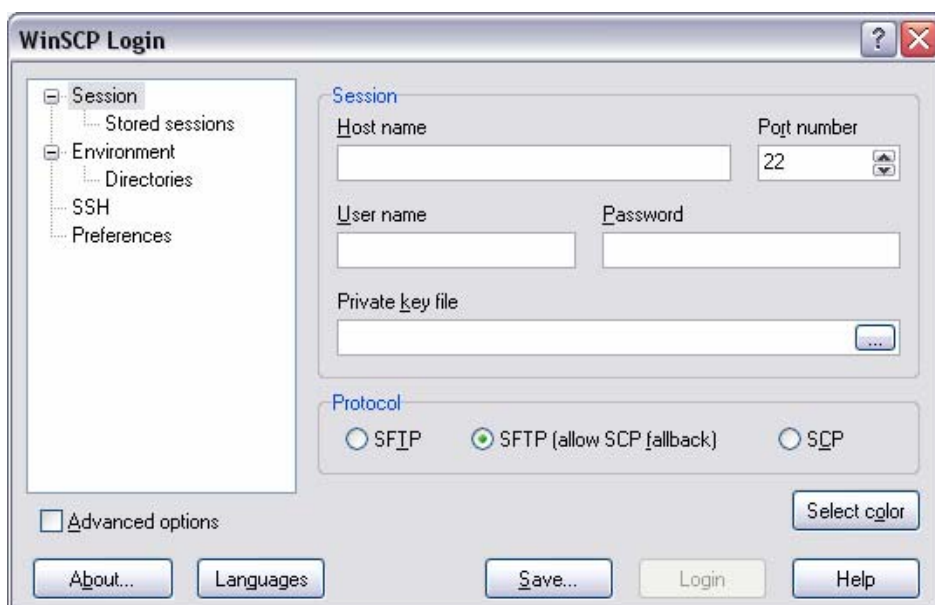 WinSCP Login
?
Session
Stored sessions
Environment
Directories
SSH
Preferences
Session
Host name
Port number
22
User name
Password
Private key file
...
Protocol
SFTP
SFTP (allow SCP fallback)
SCP
Advanced options
Select color
About...
Languages
Save...
Login
Help